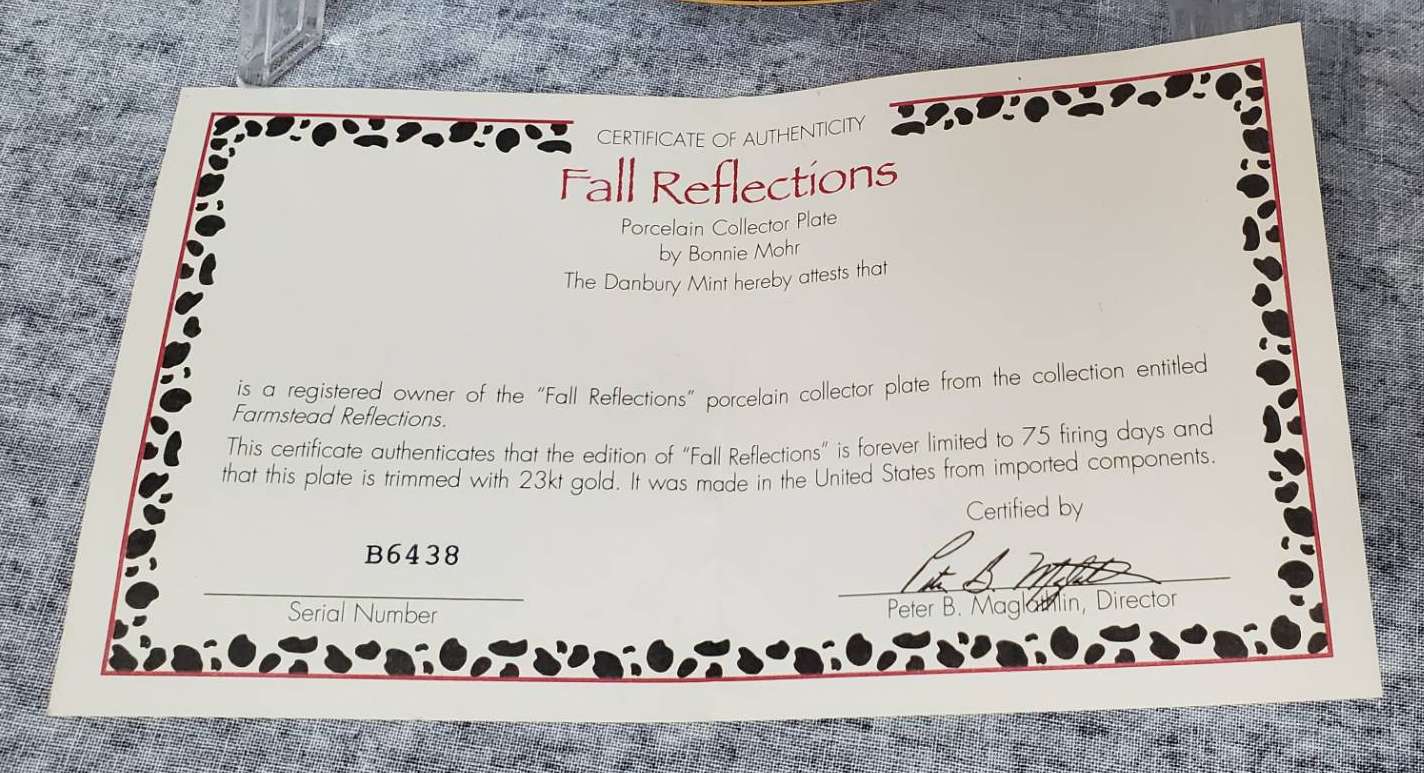 CERTIFICATE OF AUTHENTICITY
Fall Reflections
Porcelain Collector Plate
by Bonnie Mohr
The Danbury Mint hereby attests that
is a registered owner of the "Fall Reflections" porcelain collector plate from the collection entitled
Farmstead Reflections.
This certificate authenticates that the edition of "Fall Reflections" is forever limited to 75 firing days and
that this plate is trimmed with 23kt gold. It was made in the United States from imported components.
Certified by
B6438
Peter B. Maglathlin
Serial Number
Peter B. Maglathlin, Director